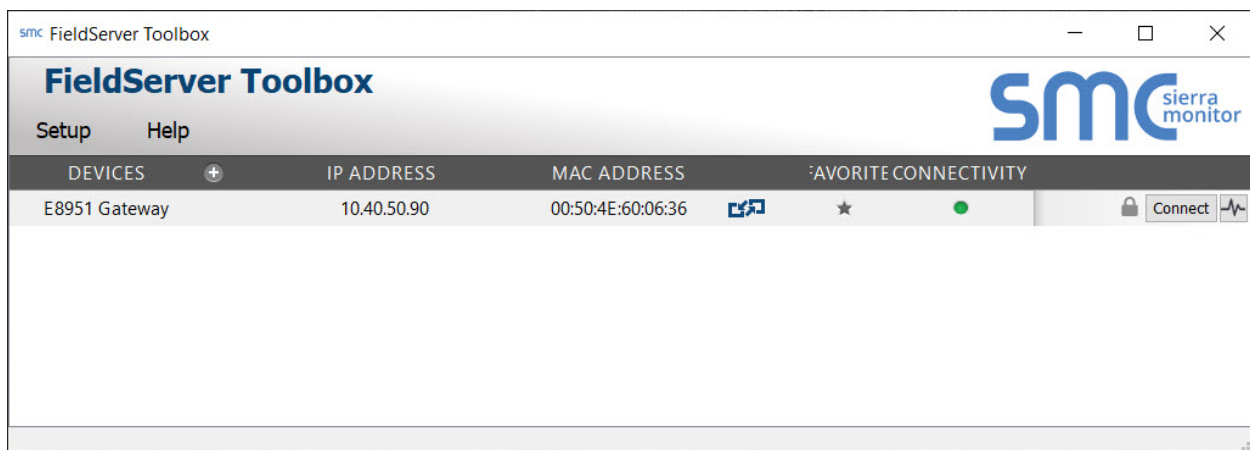 smc FieldServer Toolbox
FieldServer Toolbox
smc sierra monitor
Setup Help
DEVICES IP ADDRESS MAC ADDRESS AVORITE CONNECTIVITY
E8951 Gateway 10.40.50.90 00:50:4E:60:06:36 Connect